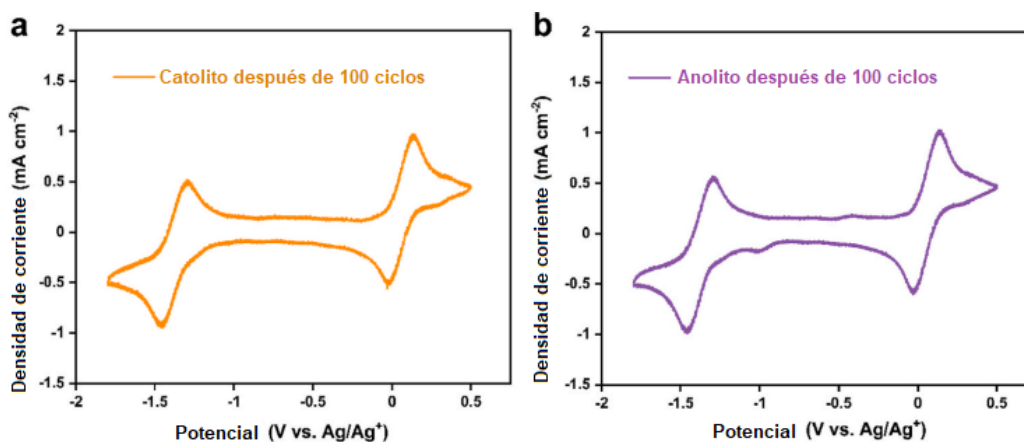 a
2
1.5
1
0.5
0
-0.5
-1
-1.5
Densidad de corriente (mA cm⁻²)
Catolito después de 100 ciclos
-2 -1.5 -1 -0.5 0 0.5
Potencial (V vs. Ag/Ag⁺)
b
2
1.5
1
0.5
0
-0.5
-1
-1.5
Densidad de corriente (mA cm⁻²)
Anolito después de 100 ciclos
-2 -1.5 -1 -0.5 0 0.5
Potencial (V vs. Ag/Ag⁺)